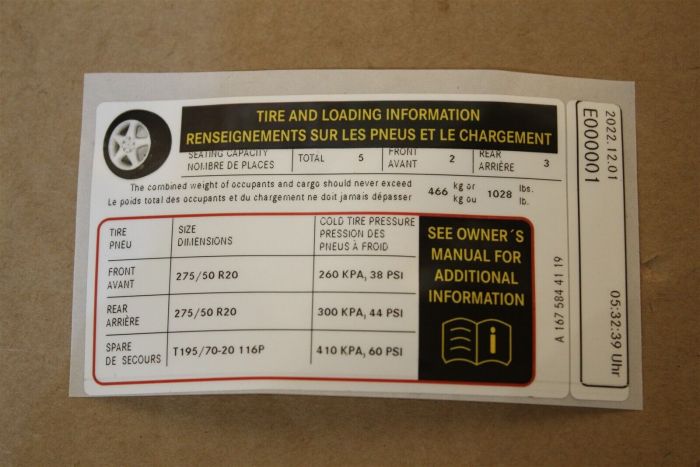 TIRE AND LOADING INFORMATION
RENSEIGNEMENTS SUR LES PNEUS ET LE CHARGEMENT
SEATING CAPACITY
NOMBRE DE PLACES
TOTAL 5
FRONT
AVANT
2
REAR
ARRIÈRE
3
The combined weight of occupants and cargo should never exceed
Le poids total des occupants et du chargement ne doit jamais dépasser
466
kg or
kg ou
1028
lbs.
lb.
TIRE
PNEU
SIZE
DIMENSIONS
COLD TIRE PRESSURE
PRESSION DES
PNEUS À FROID
FRONT
AVANT
275/50 R20
260 KPA, 38 PSI
REAR
ARRIÈRE
275/50 R20
300 KPA, 44 PSI
SPARE
DE SECOURS
T195/70-20 116P
410 KPA, 60 PSI
SEE OWNER´S
MANUAL FOR
ADDITIONAL
INFORMATION
i
A 167 584 41 19
2022.12.01
05:32:39 Uhr
E000001